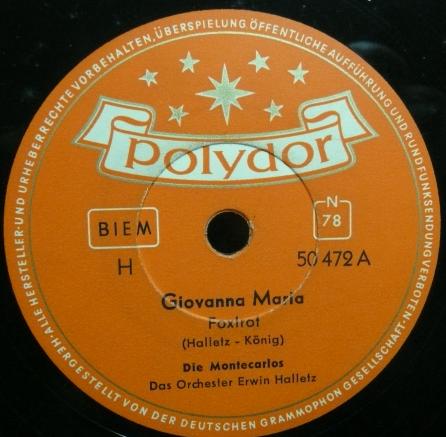 ALLE HERSTELLER-UND URHEBERRECHTE VORBEHALTEN, ÜBERSPIELUNG, ÖFFENTLICHE AUFFÜHRUNG UND RUNDFUNKSENDUNG VERBOTEN
polydor
BIEM
H
N
78
50 472 A
Giovanna Maria
Foxtrot
(Halletz - König)
Die Montecarlos
Das Orchester Erwin Halletz
HERGESTELLT VON DER DEUTSCHEN GRAMMOPHON GESELLSCHAFT